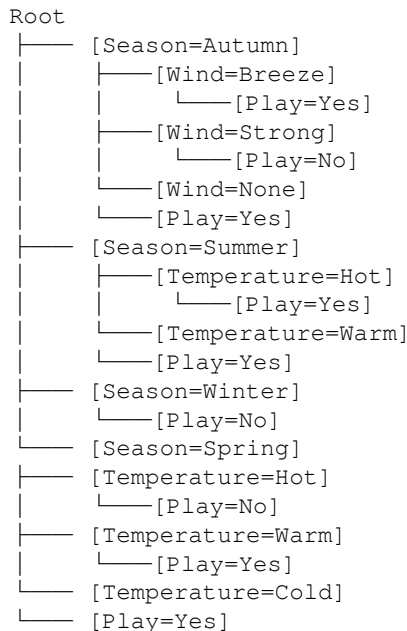 Root
├─── [Season=Autumn]
│    ├───[Wind=Breeze]
│    │    └───[Play=Yes]
│    ├───[Wind=Strong]
│    │    └───[Play=No]
│    └───[Wind=None]
│    └───[Play=Yes]
├─── [Season=Summer]
│    ├───[Temperature=Hot]
│    │    └───[Play=Yes]
│    └───[Temperature=Warm]
│    └───[Play=Yes]
├─── [Season=Winter]
│    └───[Play=No]
└─── [Season=Spring]
├─── [Temperature=Hot]
│    └───[Play=No]
├─── [Temperature=Warm]
│    └───[Play=Yes]
└─── [Temperature=Cold]
└─── [Play=Yes]